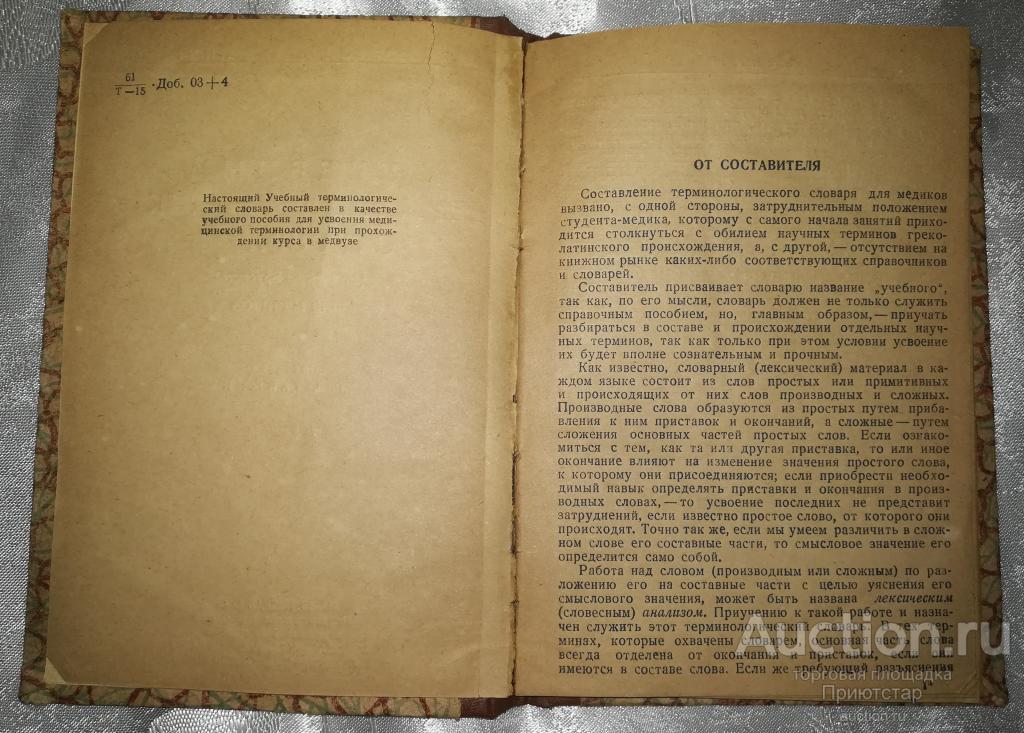 61
Т—15 ·Доб. 03+4
Настоящий Учебный терминологиче-
ский словарь составлен в качестве
учебного пособия для усвоения меди-
цинской терминологии при прохож-
дении курса в медвузе
ОТ СОСТАВИТЕЛЯ
Составление терминологического словаря для медиков
вызвано, с одной стороны, затруднительным положением
студента-медика, которому с самого начала занятий прихо-
дится столкнуться с обилием научных терминов греко-
латинского происхождения, а, с другой, — отсутствием на
книжном рынке каких-либо соответствующих справочников
и словарей.
Составитель присваивает словарю название „учебного“,
так как, по его мысли, словарь должен не только служить
справочным пособием, но, главным образом, — приучать
разбираться в составе и происхождении отдельных науч-
ных терминов, так как только при этом условии усвоение
их будет вполне сознательным и прочным.
Как известно, словарный (лексический) материал в ка-
ждом языке состоит из слов простых или примитивных
и происходящих от них слов производных и сложных.
Производные слова образуются из простых путем приба-
вления к ним приставок и окончаний, а сложные — путем
сложения основных частей простых слов. Если ознако-
миться с тем, как та или другая приставка, то или иное
окончание влияют на изменение значения простого слова,
к которому они присоединяются; если приобрести необхо-
димый навык определять приставки и окончания в произ-
водных словах, — то усвоение последних не представит
затруднений, если известно простое слово, от которого они
происходят. Точно так же, если мы умеем различить в слож-
ном слове его составные части, то смысловое значение его
определится само собой.
Работа над словом (производным или сложным) по раз-
ложению его на составные части с целью уяснения его
смыслового значения, может быть названа лексическим
(словесным) анализом. Приучению к такой работе и назна-
чен служить этот терминологический словарь. В тех тер-
минах, которые охвачены словарем, основная часть слова
всегда отделена от окончания и приставок, если они
имеются в составе слова. Если же требующий разъяснения
Auction.ru
торговая площадка
Приютстар
auction.ru